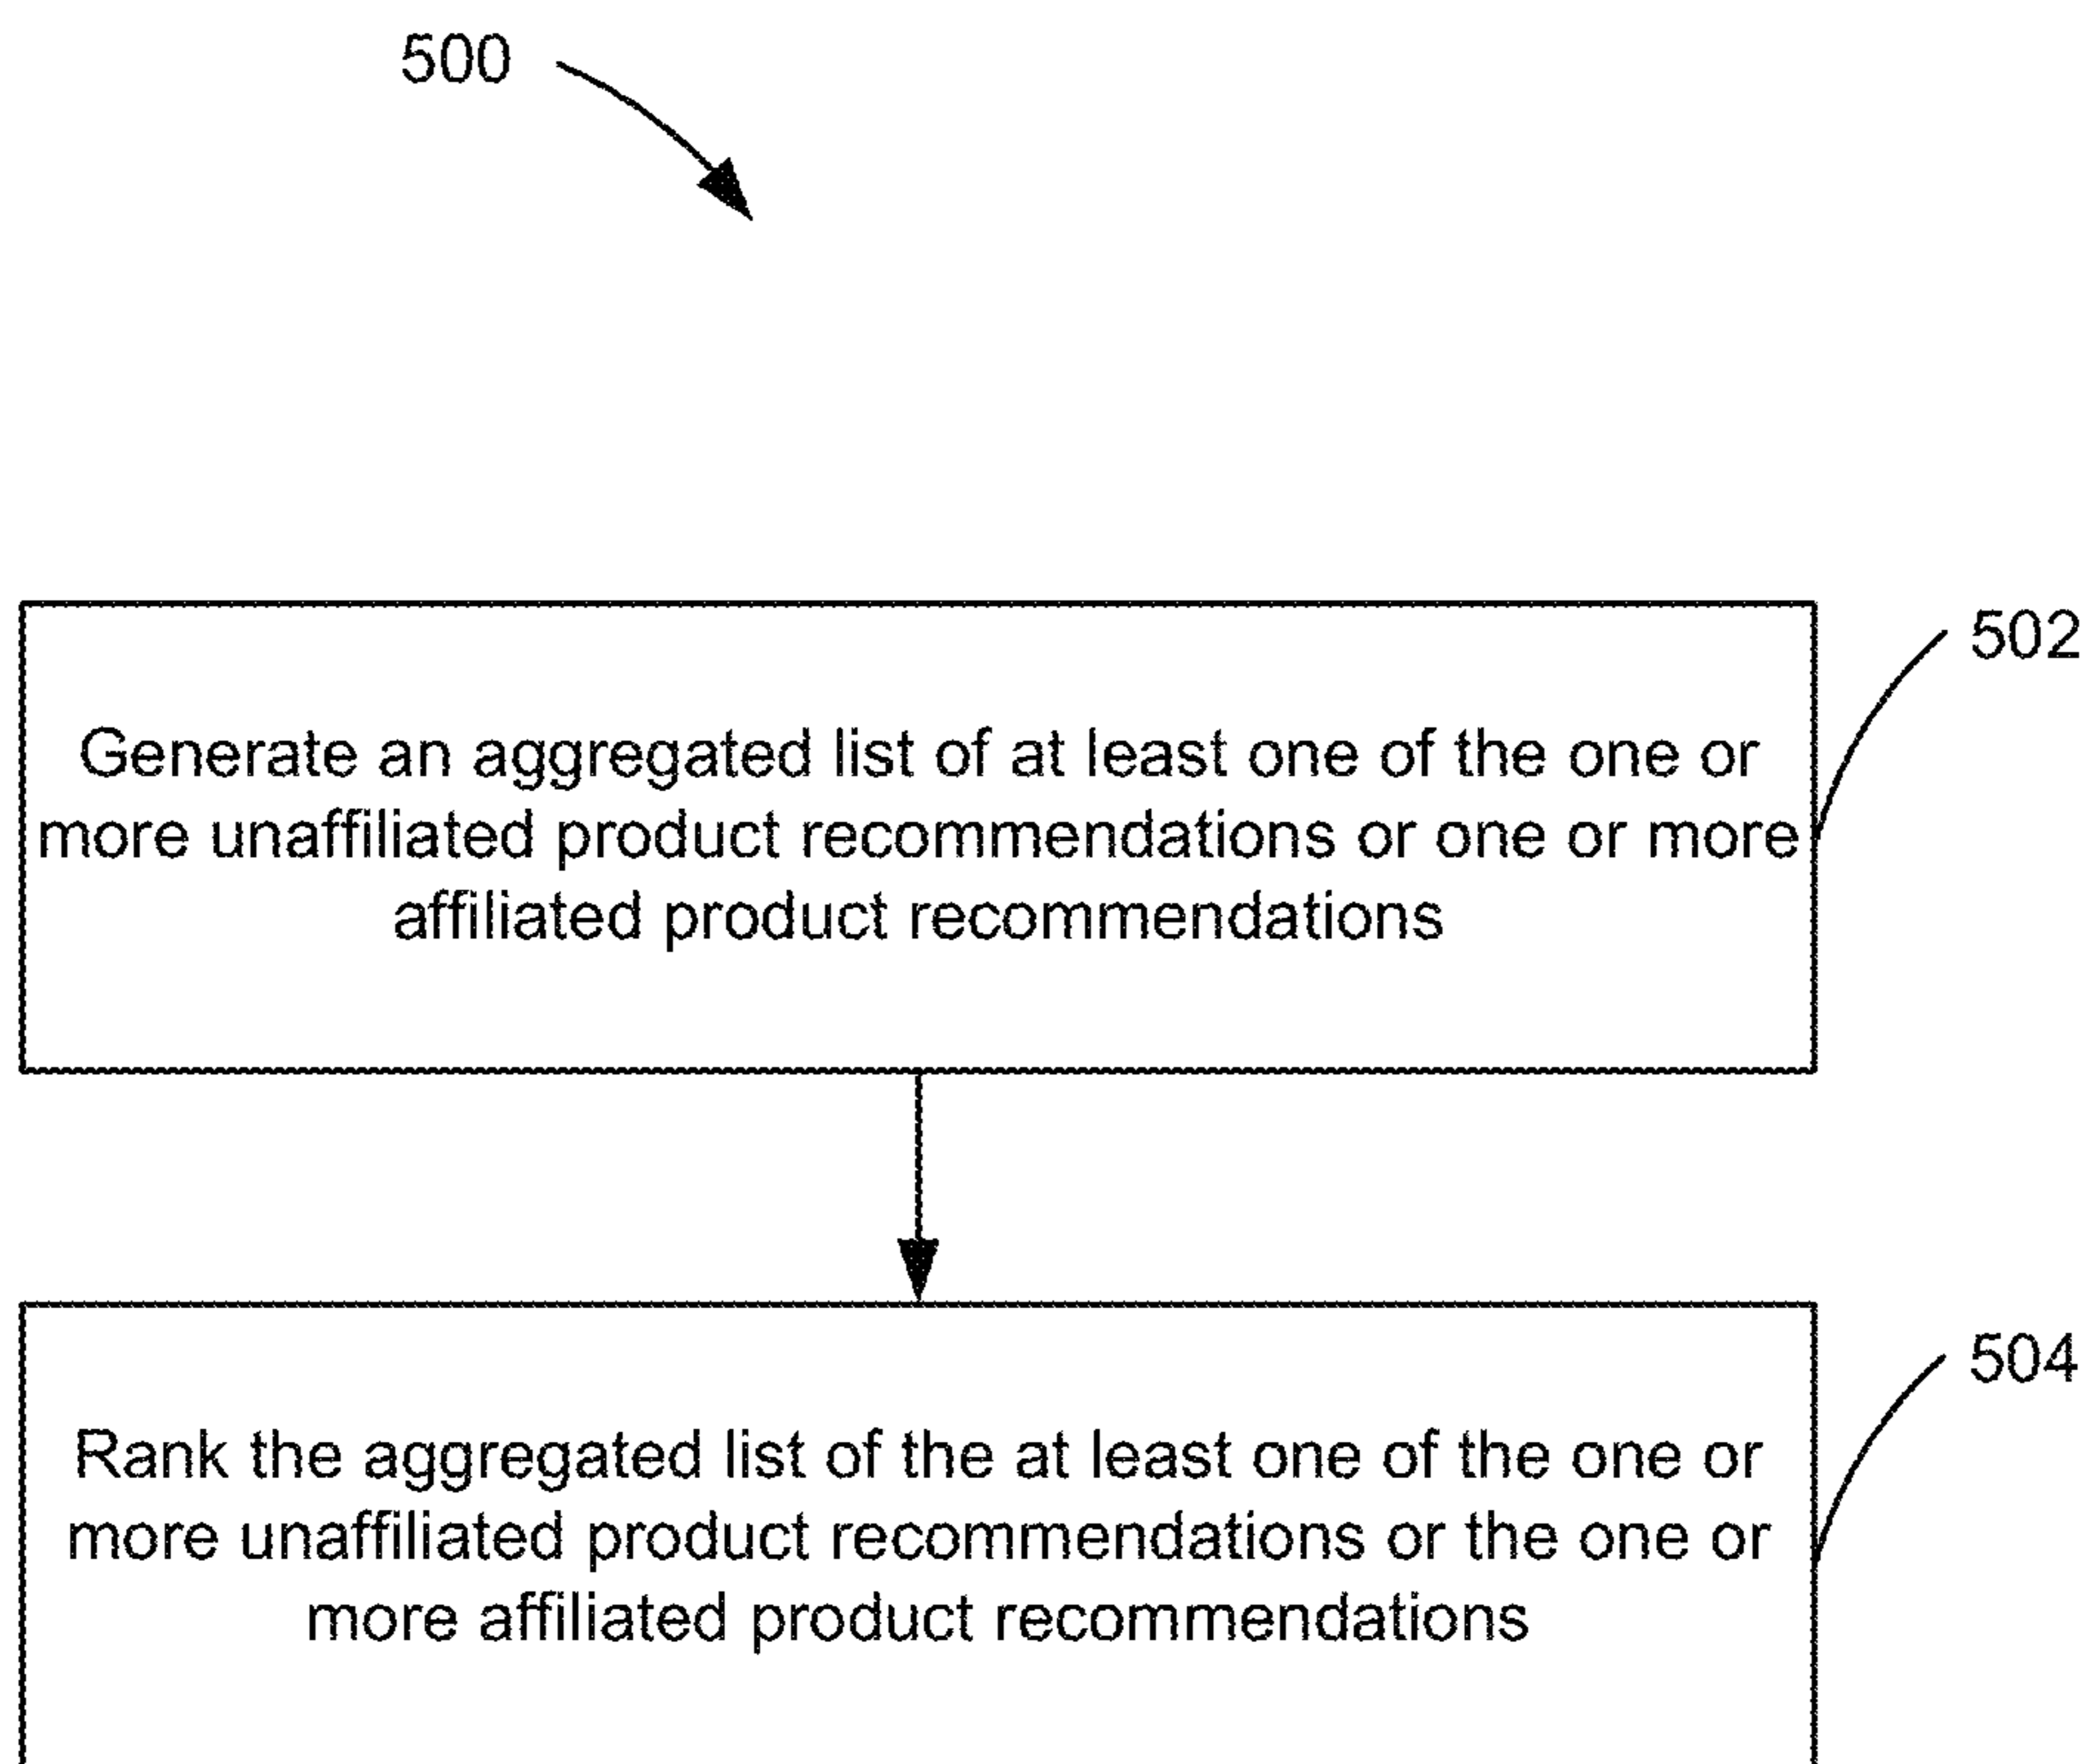 500
502
Generate an aggregated list of at least one of the one or
more unaffiliated product recommendations or one or more
affiliated product recommendations
504
Rank the aggregated list of the at least one of the one or
more unaffiliated product recommendations or the one or
more affiliated product recommendations